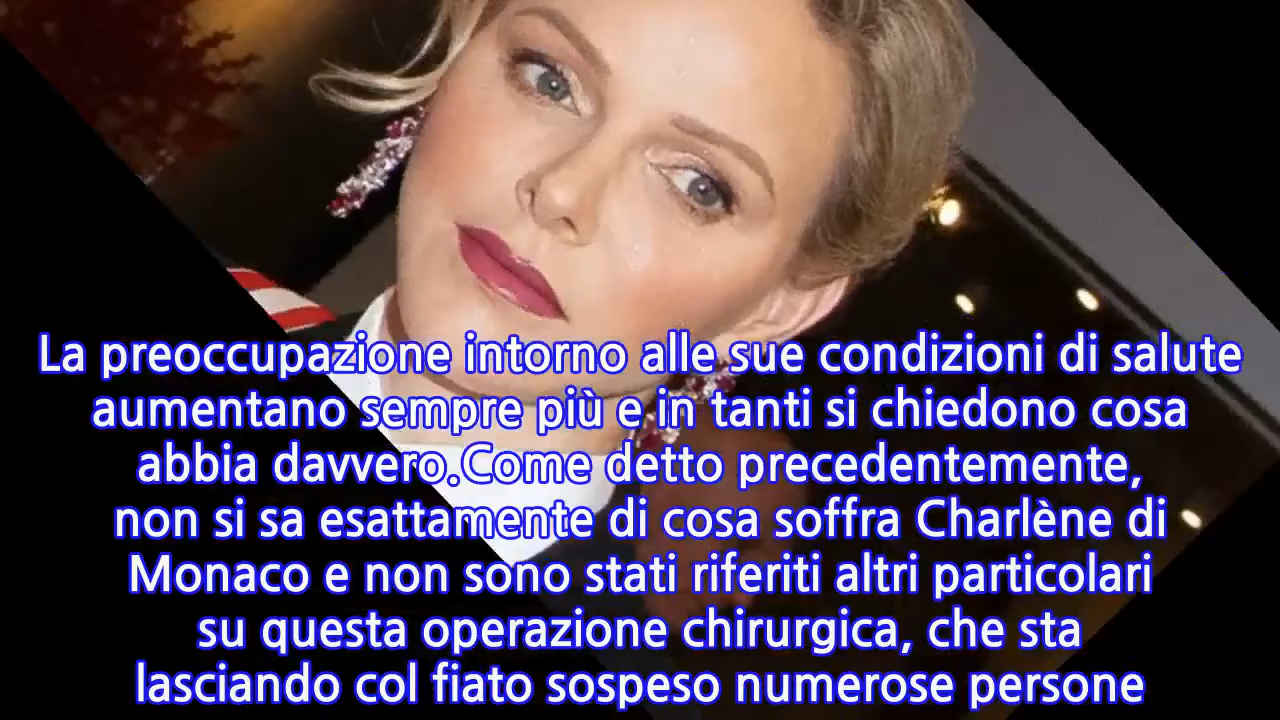 La preoccupazione intorno alle sue condizioni di salute
aumentano sempre più e in tanti si chiedono cosa
abbia davvero.Come detto precedentemente,
non si sa esattamente di cosa soffra Charlène di
Monaco e non sono stati riferiti altri particolari
su questa operazione chirurgica, che sta
lasciando col fiato sospeso numerose persone